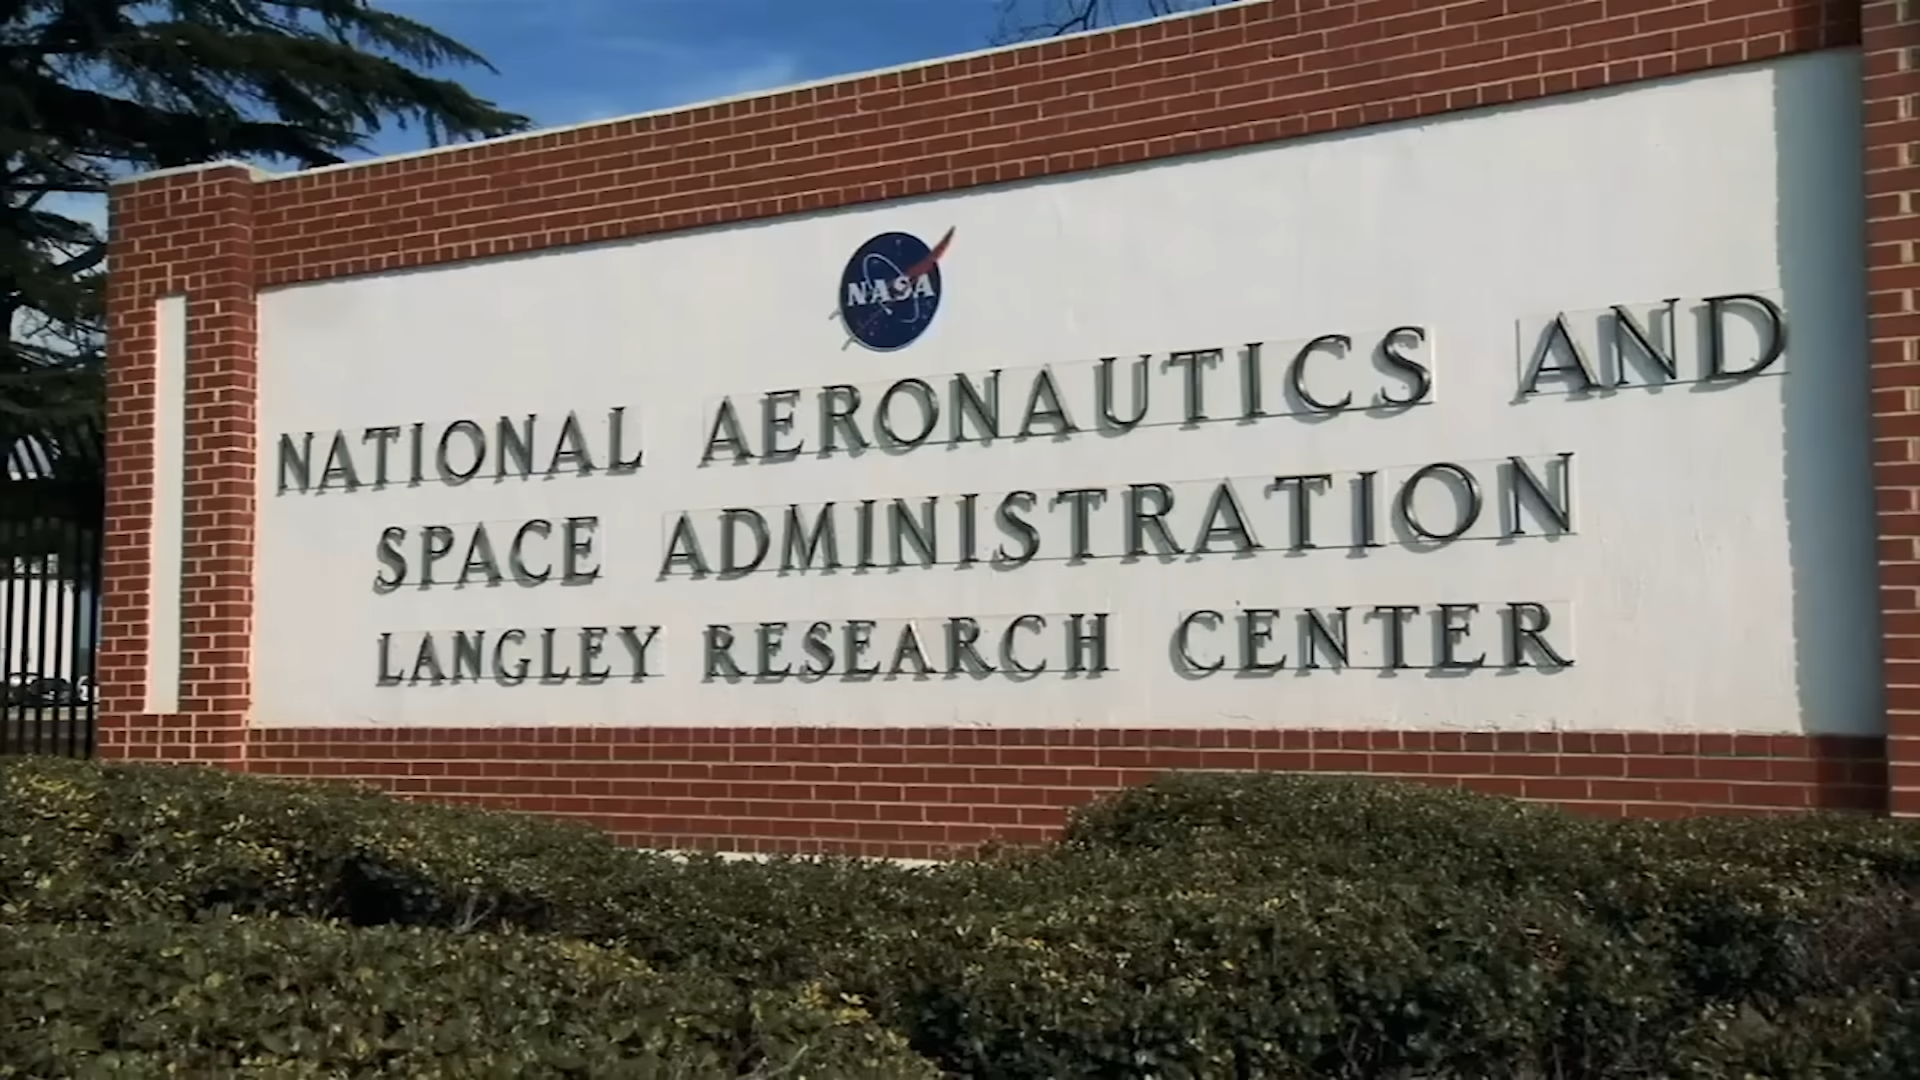 NASA
NATIONAL AERONAUTICS AND
SPACE ADMINISTRATION
LANGLEY RESEARCH CENTER